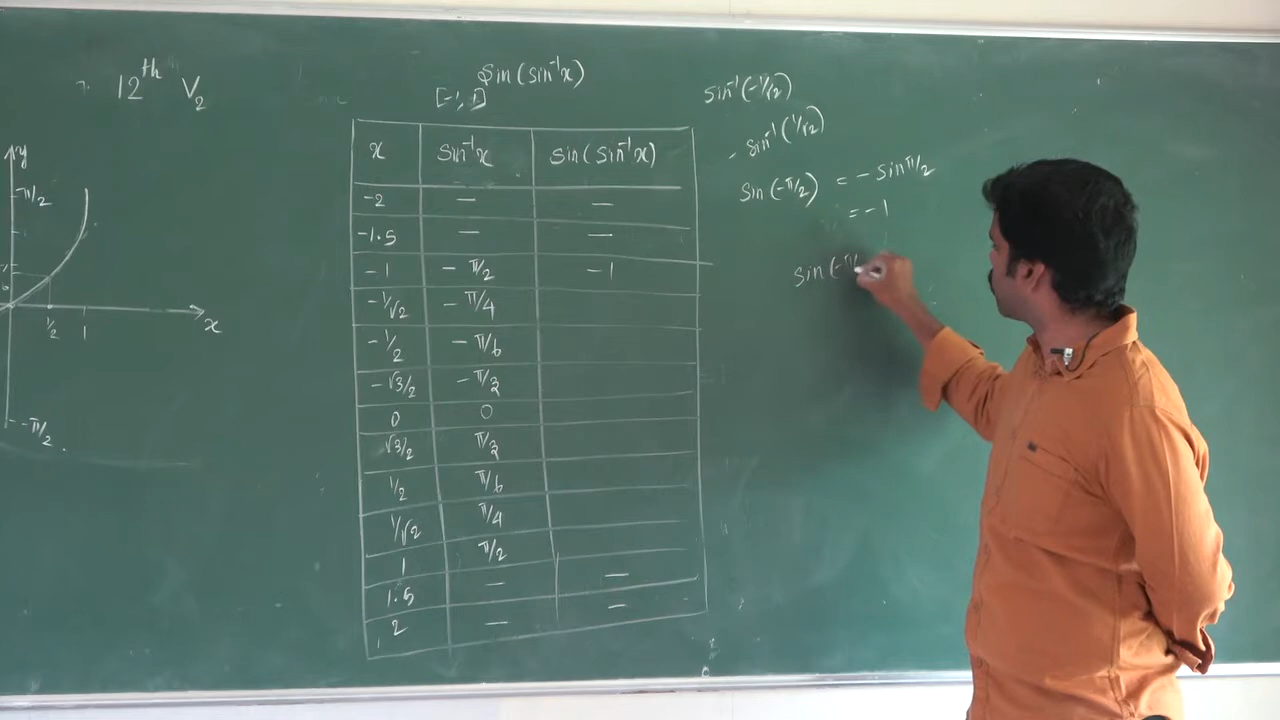 12th V₂
sin(sin⁻¹x)
[-1, 1]
y
π/2
1/2 1
x
-π/2
x sin⁻¹x sin(sin⁻¹x)
-2 — —
-1.5 — —
-1 -π/2 -1
-1/√2 -π/4
-1/2 -π/6
-√3/2 -π/3
0 0
√3/2 π/3
1/2 π/6
1/√2 π/4
1 π/2
1.5 — —
2 — —
sin⁻¹(-1/√2)
- sin⁻¹(1/√2)
sin(-π/2) = - sin π/2
= -1
sin(-π/